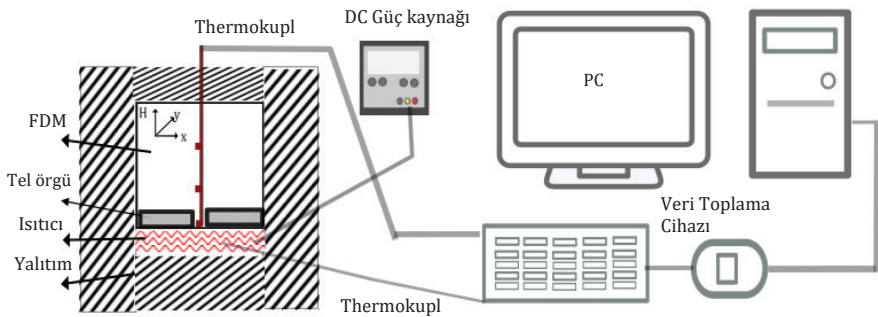 Thermokupl
DC Güç kaynağı
PC
FDM
H
y
x
Tel örgü
Isıtıcı
Yalıtım
Veri Toplama
Cihazı
Thermokupl